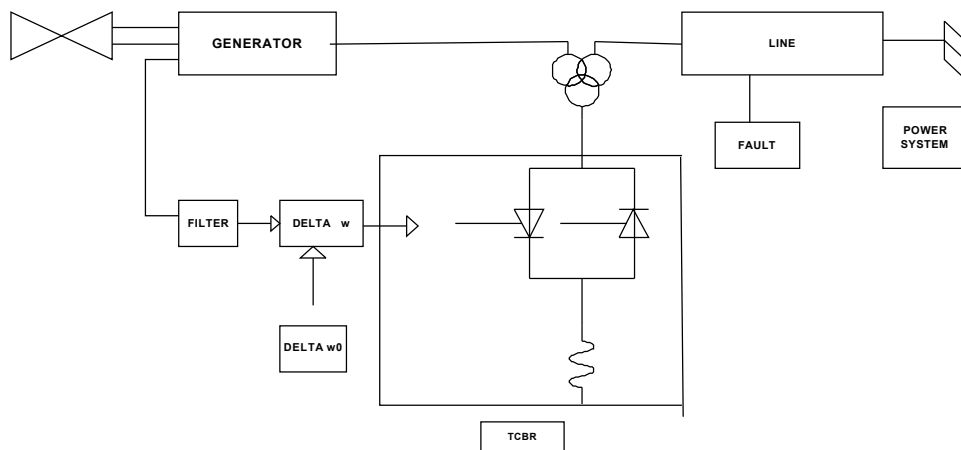 GENERATOR
LINE
FAULT
POWER
SYSTEM
FILTER
DELTA w
DELTA w0
TCBR